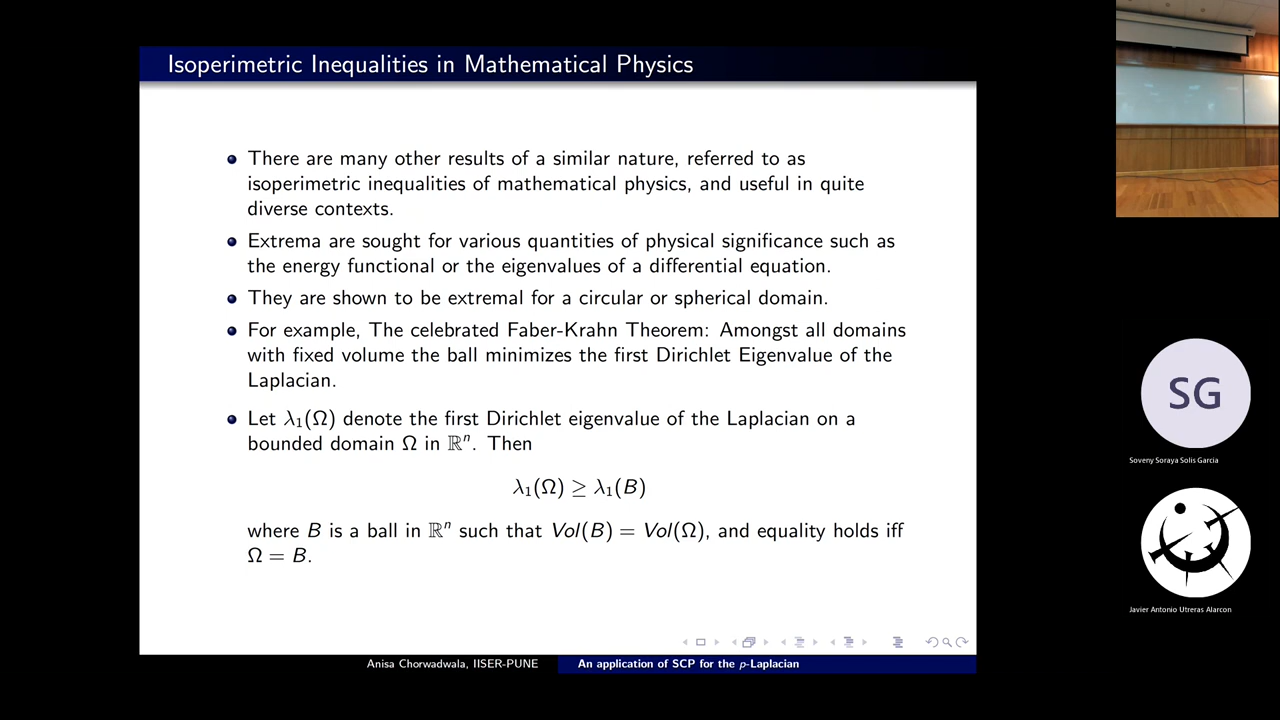 Isoperimetric Inequalities in Mathematical Physics
There are many other results of a similar nature, referred to as
isoperimetric inequalities of mathematical physics, and useful in quite
diverse contexts.
Extrema are sought for various quantities of physical significance such as
the energy functional or the eigenvalues of a differential equation.
They are shown to be extremal for a circular or spherical domain.
For example, The celebrated Faber-Krahn Theorem: Amongst all domains
with fixed volume the ball minimizes the first Dirichlet Eigenvalue of the
Laplacian.
Let λ₁(Ω) denote the first Dirichlet eigenvalue of the Laplacian on a
bounded domain Ω in ℝⁿ. Then
λ₁(Ω) ≥ λ₁(B)
where B is a ball in ℝⁿ such that Vol(B) = Vol(Ω), and equality holds iff
Ω = B.
Anisa Chorwadwala, IISER-PUNE
An application of SCP for the p-Laplacian
SG
Soveny Soraya Solis Garcia
Javier Antonio Utreras Alarcon